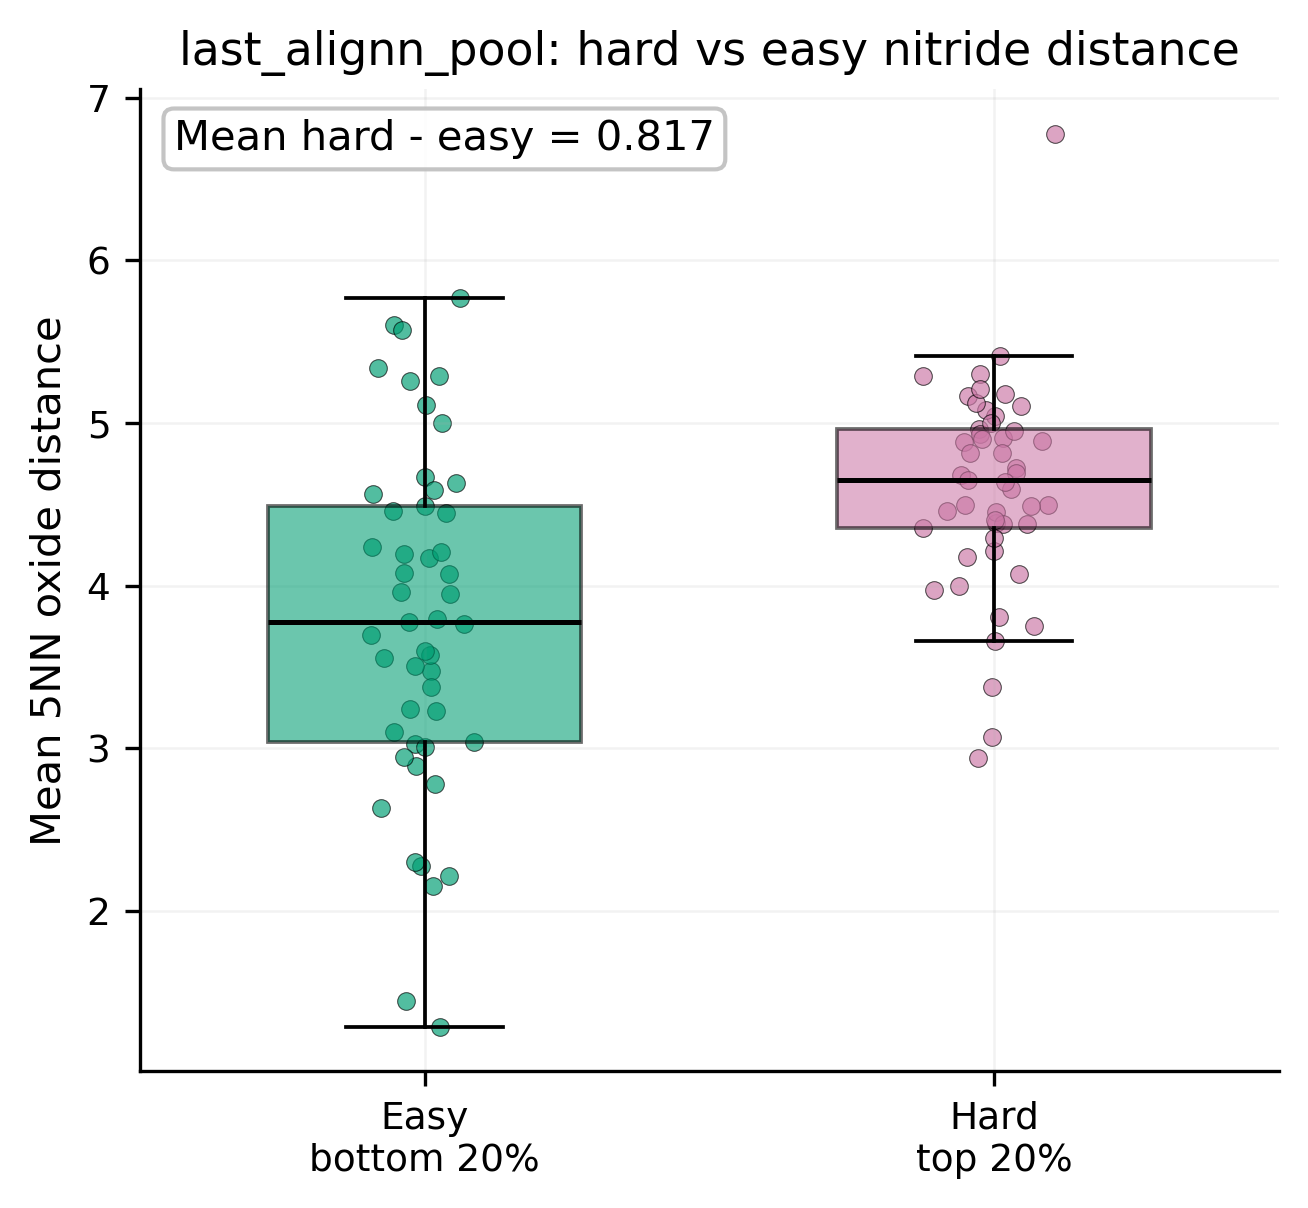 last_alignn_pool: hard vs easy nitride distance
Mean hard - easy = 0.817
Mean 5NN oxide distance
7
6
5
4
3
2
Easy
bottom 20%
Hard
top 20%